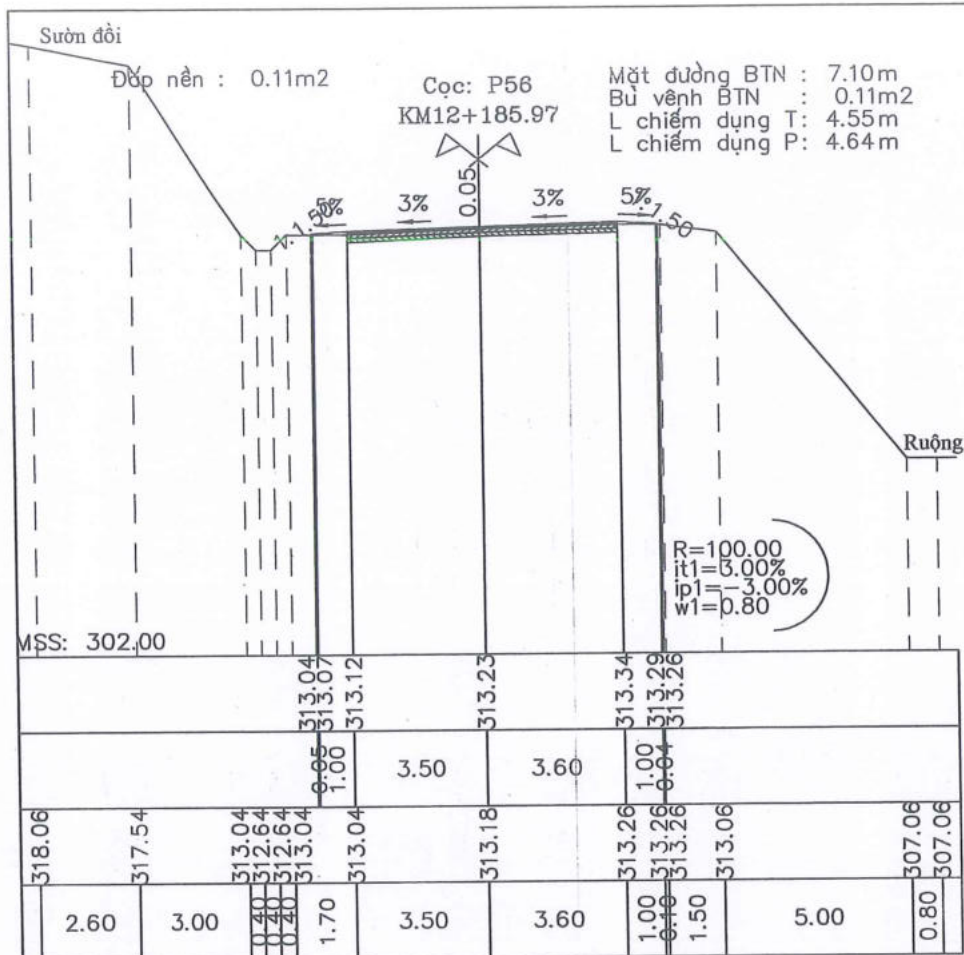 Sườn đồi
Đốp nền : 0.11m2
Cọc: P56
KM12+185.97
Mặt đường BTN : 7.10m
Bù vênh BTN : 0.11m2
L chiếm dụng T: 4.55m
L chiếm dụng P: 4.64m
0.05
1:1.50
5%
3%
3%
5%
1:1.50
Ruộng
R=100.00
it1=3.00%
ip1=-3.00%
w1=0.80
MSS: 302.00
313.04 313.07 313.12 313.23 313.34 313.29 313.26
0.05 1.00 3.50 3.60 1.00 0.04
318.06 317.54 313.04 312.64 312.64 313.04 313.04 313.18 313.26 313.26 313.26 313.06 307.06 307.06
2.60 3.00 0.40 0.40 0.40 1.70 3.50 3.60 1.00 0.10 1.50 5.00 0.80